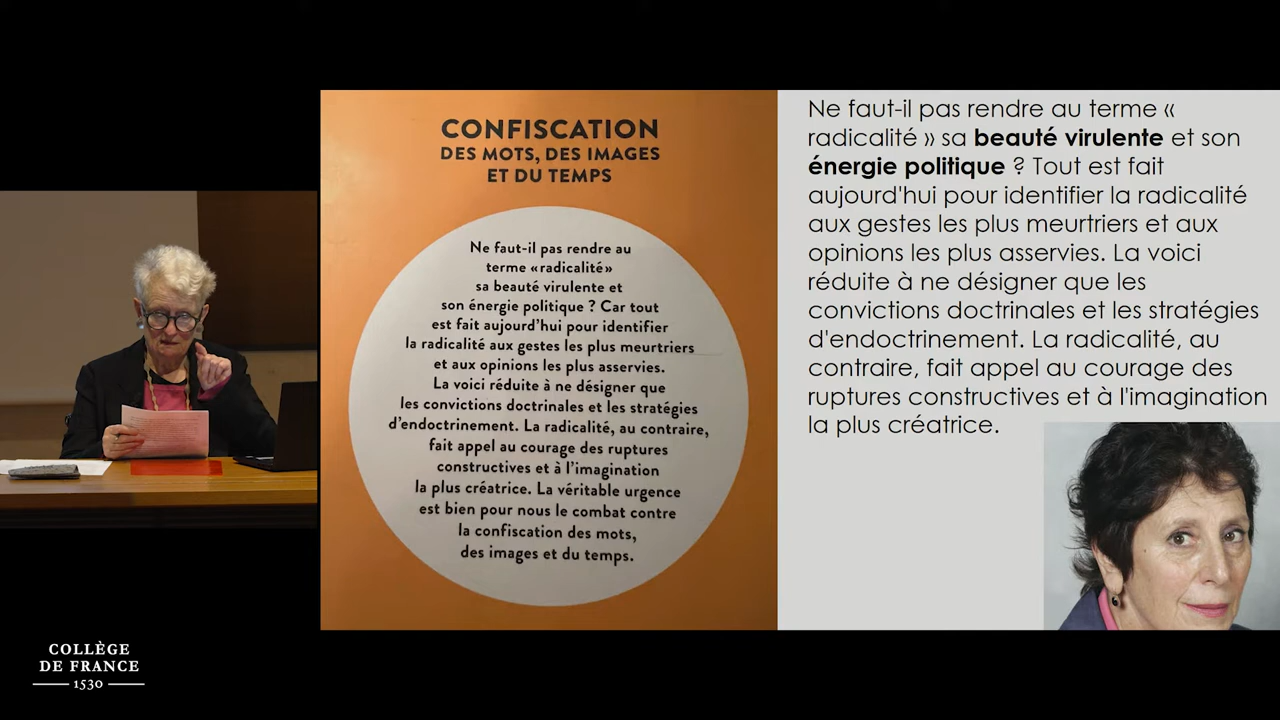 CONFISCATION
DES MOTS, DES IMAGES
ET DU TEMPS
Ne faut-il pas rendre au
terme «radicalité»
sa beauté virulente et
son énergie politique ? Car tout
est fait aujourd'hui pour identifier
la radicalité aux gestes les plus meurtriers
et aux opinions les plus asservies.
La voici réduite à ne désigner que
les convictions doctrinales et les stratégies
d'endoctrinement. La radicalité, au contraire,
fait appel au courage des ruptures
constructives et à l'imagination
la plus créatrice. La véritable urgence
est bien pour nous le combat contre
la confiscation des mots,
des images et du temps.
Ne faut-il pas rendre au terme «
radicalité » sa beauté virulente et son
énergie politique ? Tout est fait
aujourd'hui pour identifier la radicalité
aux gestes les plus meurtriers et aux
opinions les plus asservies. La voici
réduite à ne désigner que les
convictions doctrinales et les stratégies
d'endoctrinement. La radicalité, au
contraire, fait appel au courage des
ruptures constructives et à l'imagination
la plus créatrice.
COLLÈGE
DE FRANCE
1530